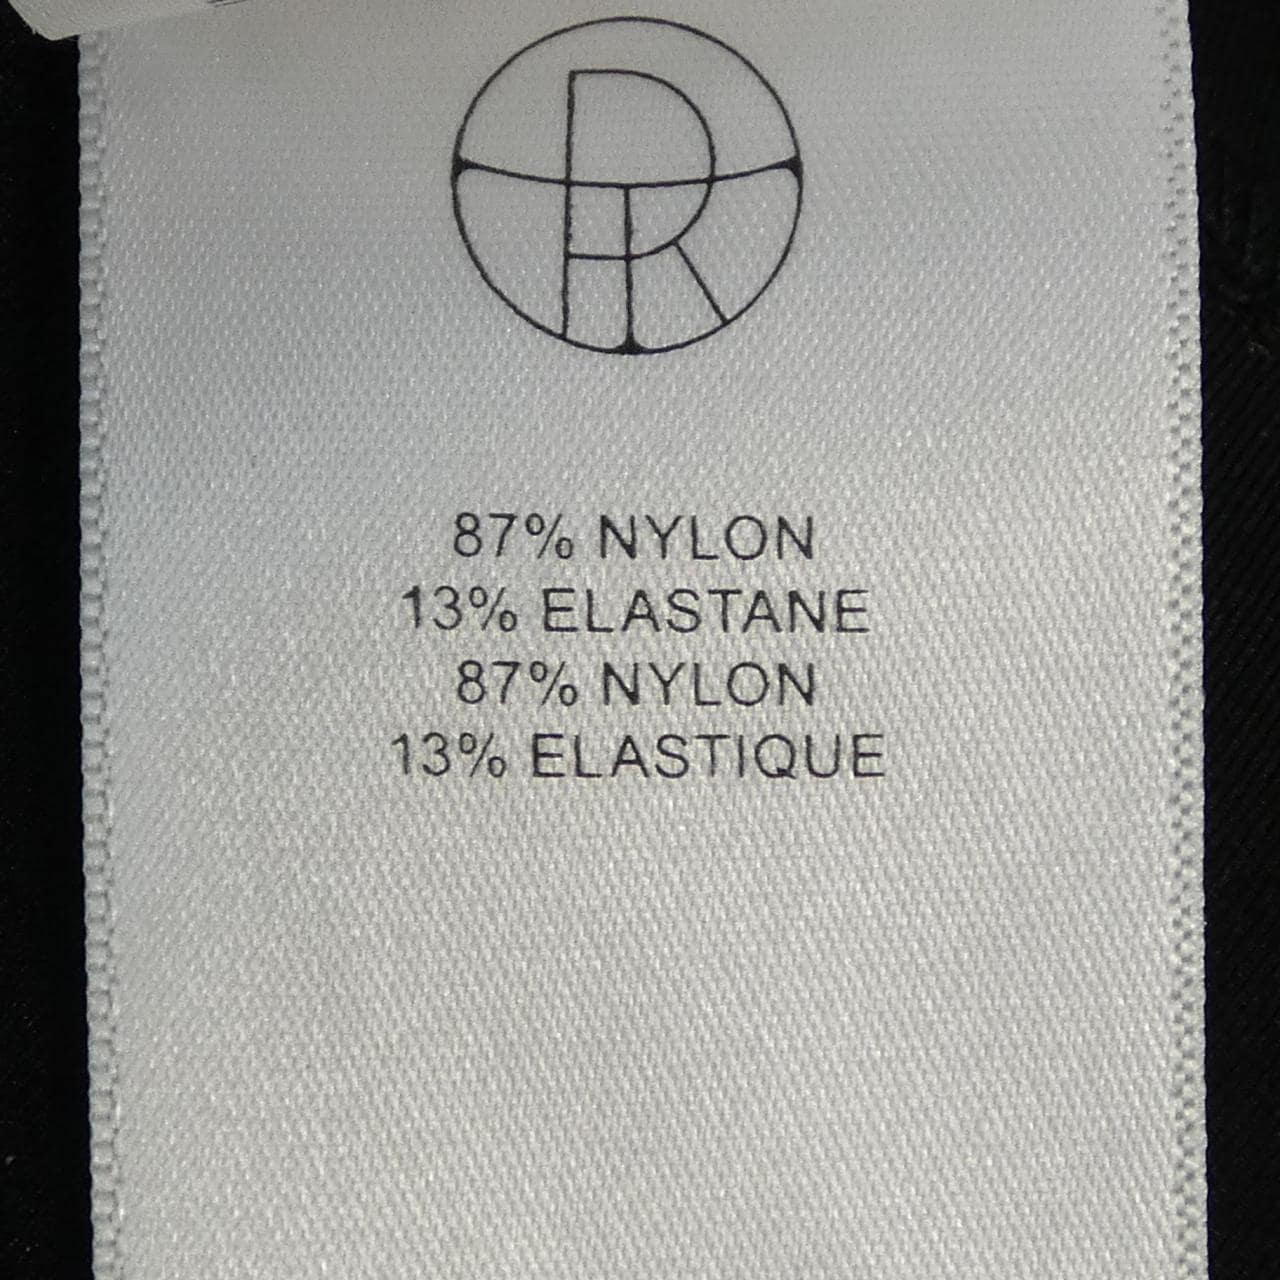 87% NYLON
13% ELASTANE
87% NYLON
13% ELASTIQUE